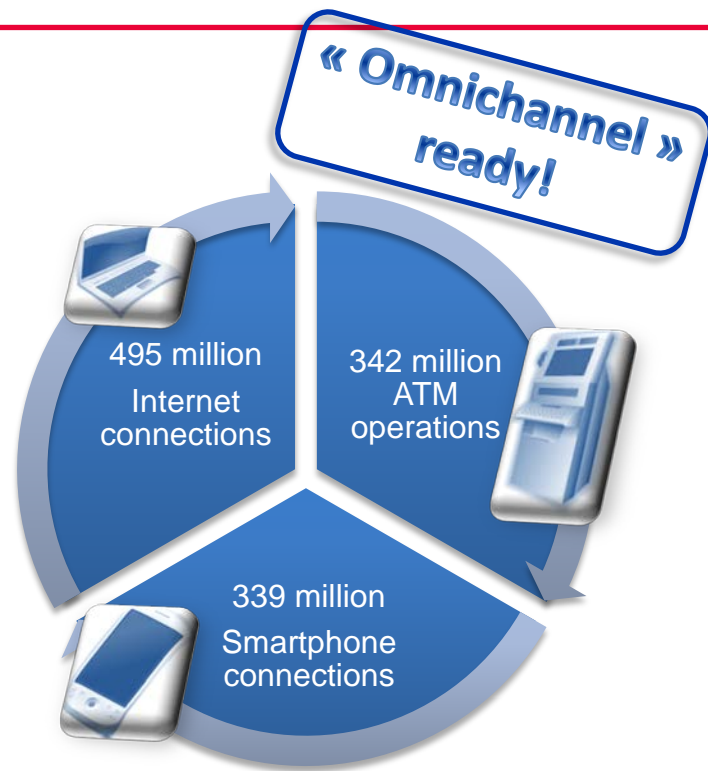 « Omnichannel »
ready!
495 million
Internet
connections
342 million
ATM
operations
339 million
Smartphone
connections